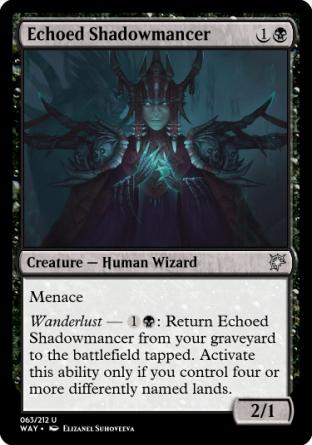 Echoed Shadowmancer 1
Creature — Human Wizard
Menace
Wanderlust — 1 : Return Echoed
Shadowmancer from your graveyard
to the battlefield tapped. Activate
this ability only if you control four or
more differently named lands.
2/1
063/212 U
WAY • Elizanel Suhoveeva